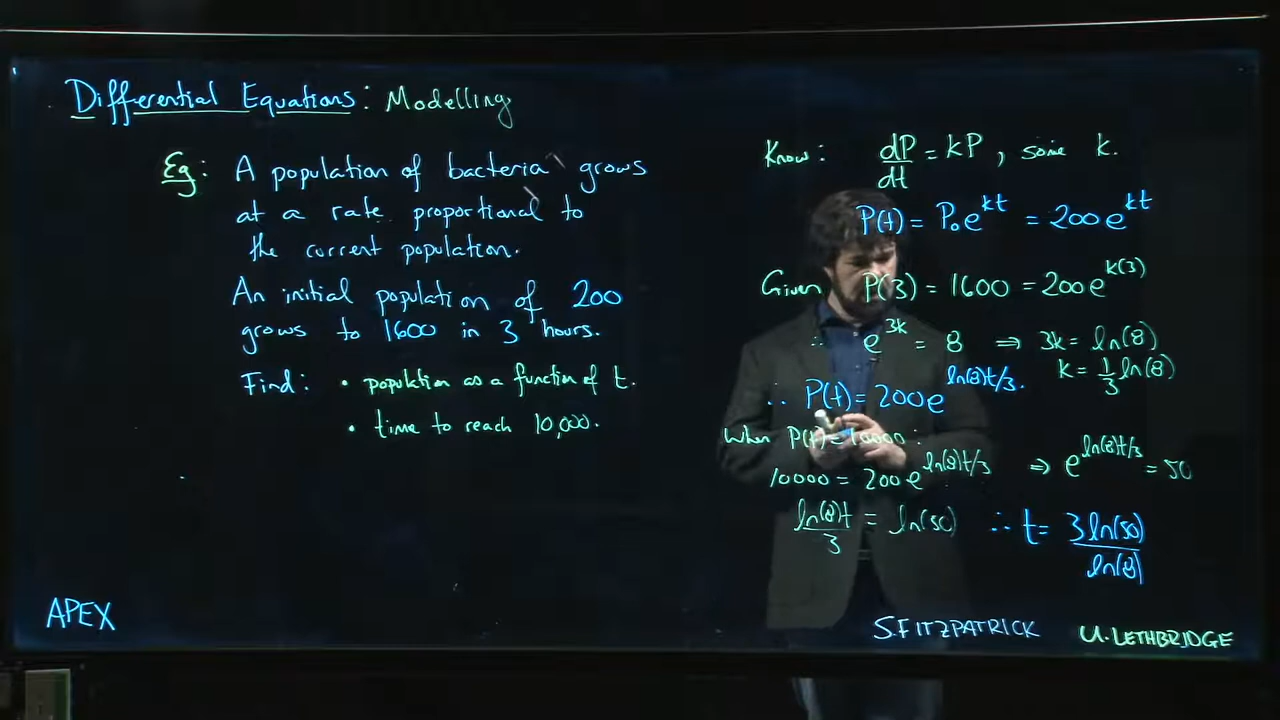 Differential Equations: Modelling
Eg: A population of bacteria grows
at a rate proportional to
the current population.
An initial population of 200
grows to 1600 in 3 hours.
Find: • population as a function of t.
• time to reach 10,000.
APEX
Know: dP/dt = kP, some k.
P(t) = P₀e^{kt} = 200e^{kt}
Given P(3) = 1600 = 200e^{k(3)}
∴ e^{3k} = 8 ⇒ 3k = ln(8)
k = 1/3 ln(8)
∴ P(t) = 200e^{ln(8)t/3}.
When P(t) = 10000:
10000 = 200e^{ln(8)t/3} ⇒ e^{ln(8)t/3} = 50
ln(8)t/3 = ln(50) ∴ t = 3ln(50)/ln(8)
S.FITZPATRICK U.LETHBRIDGE